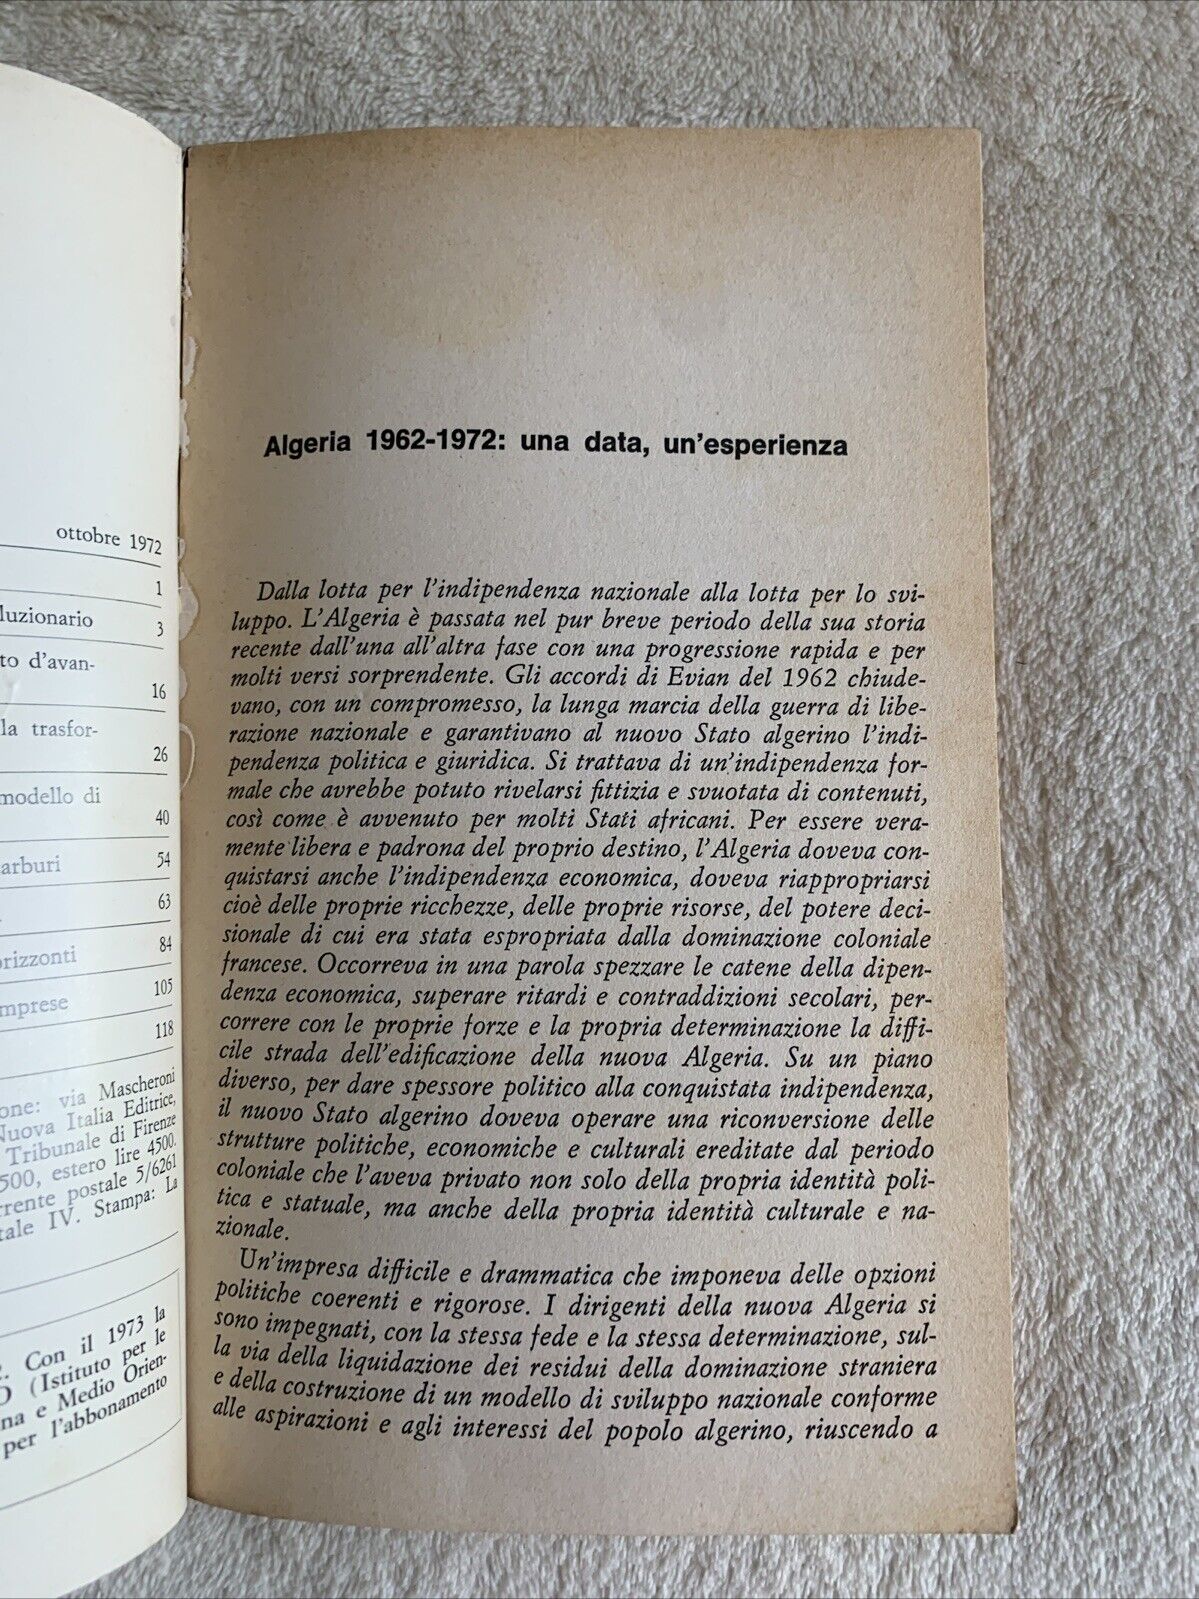 ottobre 1972
1
luzionario
3
to d'avan-
16
la trasfor-
26
modello di
40
arburi
54
63
orizzonti
84
mprese
105
118
one: via Mascheroni
Nuova Italia Editrice,
Tribunale di Firenze
500, estero lire 4500.
rrente postale 5/6261
tale IV. Stampa: La
Con il 1973 la
O (Istituto per le
na e Medio Orien-
per l'abbonamento
Algeria 1962-1972: una data, un'esperienza
Dalla lotta per l'indipendenza nazionale alla lotta per lo svi-
luppo. L'Algeria è passata nel pur breve periodo della sua storia
recente dall'una all'altra fase con una progressione rapida e per
molti versi sorprendente. Gli accordi di Evian del 1962 chiude-
vano, con un compromesso, la lunga marcia della guerra di libe-
razione nazionale e garantivano al nuovo Stato algerino l'indi-
pendenza politica e giuridica. Si trattava di un'indipendenza for-
male che avrebbe potuto rivelarsi fittizia e svuotata di contenuti,
così come è avvenuto per molti Stati africani. Per essere vera-
mente libera e padrona del proprio destino, l'Algeria doveva con-
quistarsi anche l'indipendenza economica, doveva riappropriarsi
cioè delle proprie ricchezze, delle proprie risorse, del potere deci-
sionale di cui era stata espropriata dalla dominazione coloniale
francese. Occorreva in una parola spezzare le catene della dipen-
denza economica, superare ritardi e contraddizioni secolari, per-
correre con le proprie forze e la propria determinazione la diffi-
cile strada dell'edificazione della nuova Algeria. Su un piano
diverso, per dare spessore politico alla conquistata indipendenza,
il nuovo Stato algerino doveva operare una riconversione delle
strutture politiche, economiche e culturali ereditate dal periodo
coloniale che l'aveva privato non solo della propria identità poli-
tica e statuale, ma anche della propria identità culturale e na-
zionale.
Un'impresa difficile e drammatica che imponeva delle opzioni
politiche coerenti e rigorose. I dirigenti della nuova Algeria si
sono impegnati, con la stessa fede e la stessa determinazione, sul-
la via della liquidazione dei residui della dominazione straniera
e della costruzione di un modello di sviluppo nazionale conforme
alle aspirazioni e agli interessi del popolo algerino, riuscendo a